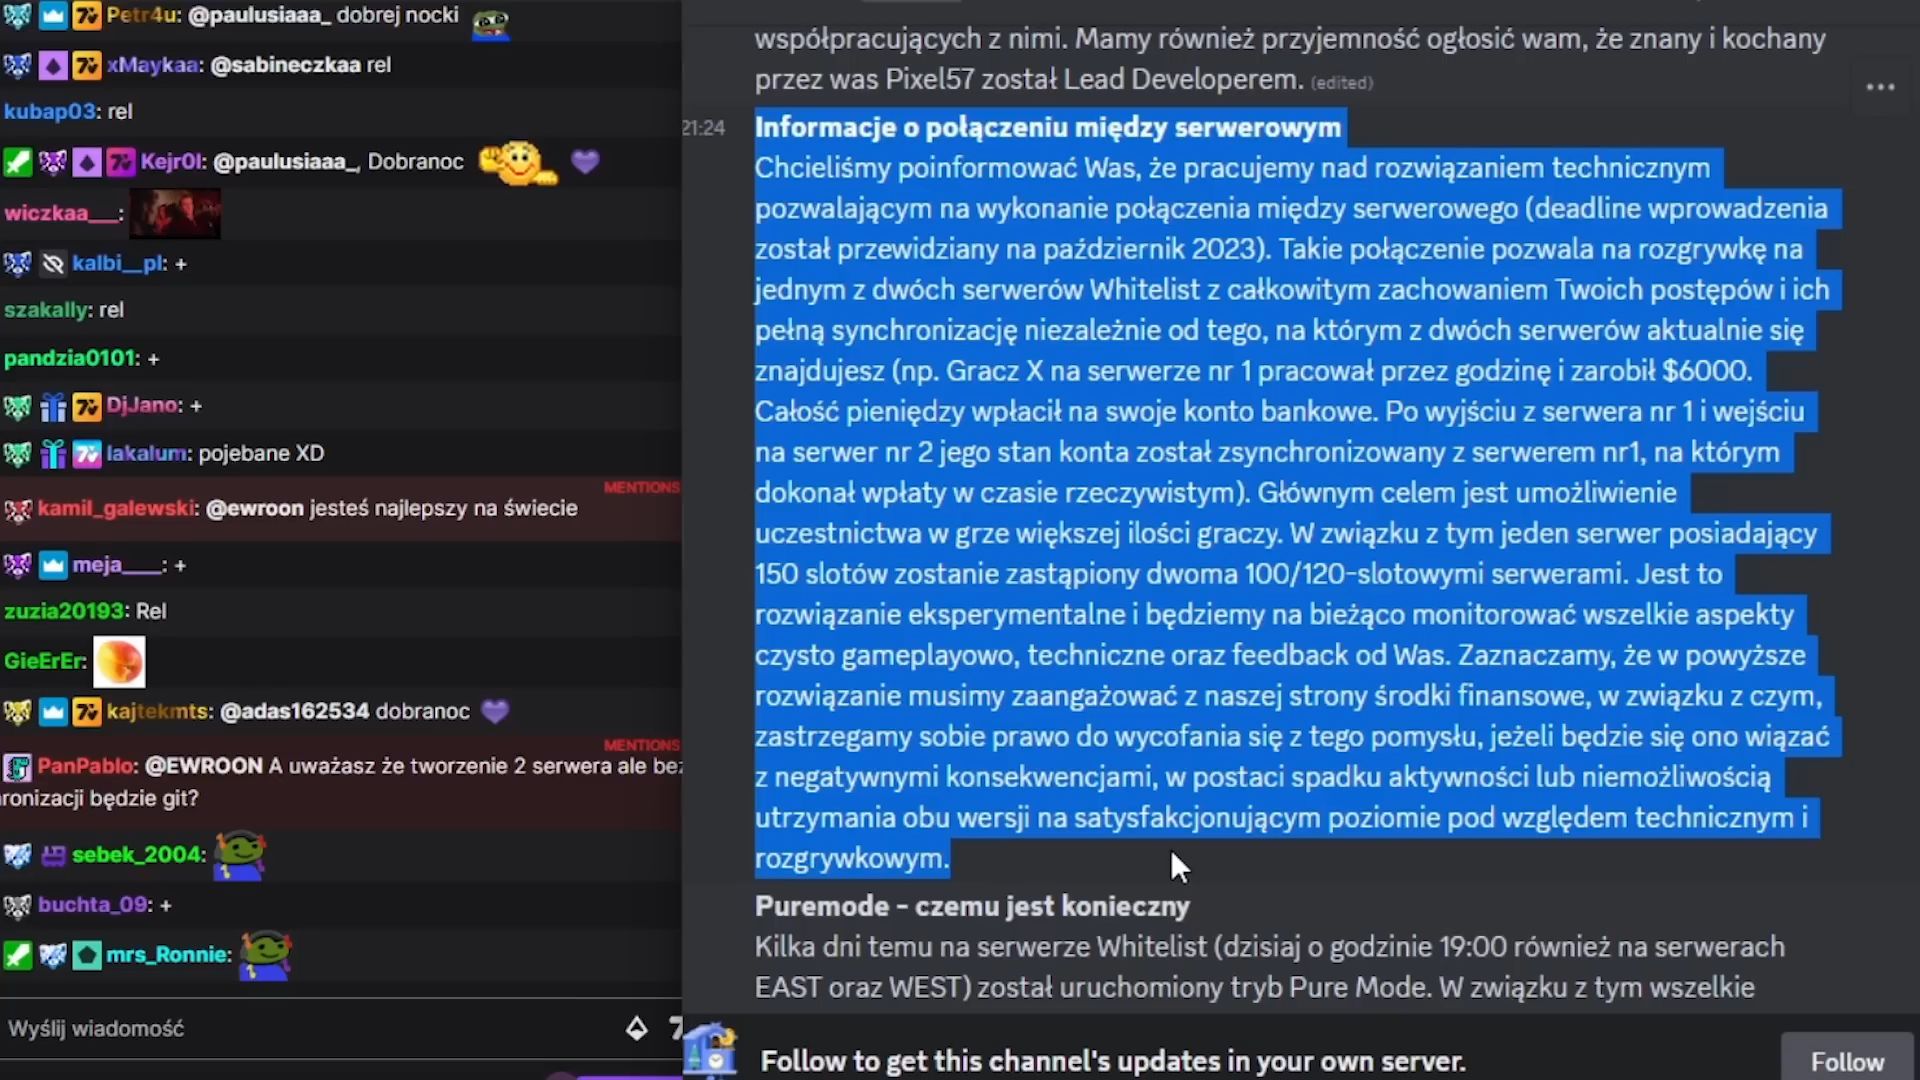 Petr4u: @paulusiaaa_ dobrej nocki
xMaykaa: @sabineczkaa rel
kubap03: rel
Kejr0l: @paulusiaaa_, Dobranoc
wiczkaa___:
kalbi__pl: +
szakally: rel
pandzia0101: +
DjJano: +
lakalum: pojebane XD
MENTIONS
kamil_galewski: @ewroon jesteś najlepszy na świecie
meja____: +
zuzia20193: Rel
GieErEr:
kajtekmts: @adas162534 dobranoc
MENTIONS
PanPablo: @EWROON A uważasz że tworzenie 2 serwera ale bez
ronizacji będzie git?
sebek_2004:
buchta_09: +
mrs_Ronnie:
Wyślij wiadomość
współpracujących z nimi. Mamy również przyjemność ogłosić wam, że znany i kochany
przez was Pixel57 został Lead Developerem. (edited)
21:24
Informacje o połączeniu między serwerowym
Chcieliśmy poinformować Was, że pracujemy nad rozwiązaniem technicznym
pozwalającym na wykonanie połączenia między serwerowego (deadline wprowadzenia
został przewidziany na październik 2023). Takie połączenie pozwala na rozgrywkę na
jednym z dwóch serwerów Whitelist z całkowitym zachowaniem Twoich postępów i ich
pełną synchronizację niezależnie od tego, na którym z dwóch serwerów aktualnie się
znajdujesz (np. Gracz X na serwerze nr 1 pracował przez godzinę i zarobił $6000.
Całość pieniędzy wpłacił na swoje konto bankowe. Po wyjściu z serwera nr 1 i wejściu
na serwer nr 2 jego stan konta został zsynchronizowany z serwerem nr1, na którym
dokonał wpłaty w czasie rzeczywistym). Głównym celem jest umożliwienie
uczestnictwa w grze większej ilości graczy. W związku z tym jeden serwer posiadający
150 slotów zostanie zastąpiony dwoma 100/120-slotowymi serwerami. Jest to
rozwiązanie eksperymentalne i będziemy na bieżąco monitorować wszelkie aspekty
czysto gameplayowo, techniczne oraz feedback od Was. Zaznaczamy, że w powyższe
rozwiązanie musimy zaangażować z naszej strony środki finansowe, w związku z czym,
zastrzegamy sobie prawo do wycofania się z tego pomysłu, jeżeli będzie się ono wiązać
z negatywnymi konsekwencjami, w postaci spadku aktywności lub niemożliwością
utrzymania obu wersji na satysfakcjonującym poziomie pod względem technicznym i
rozgrywkowym.
Puremode - czemu jest konieczny
Kilka dni temu na serwerze Whitelist (dzisiaj o godzinie 19:00 również na serwerach
EAST oraz WEST) został uruchomiony tryb Pure Mode. W związku z tym wszelkie
Follow to get this channel's updates in your own server.
Follow